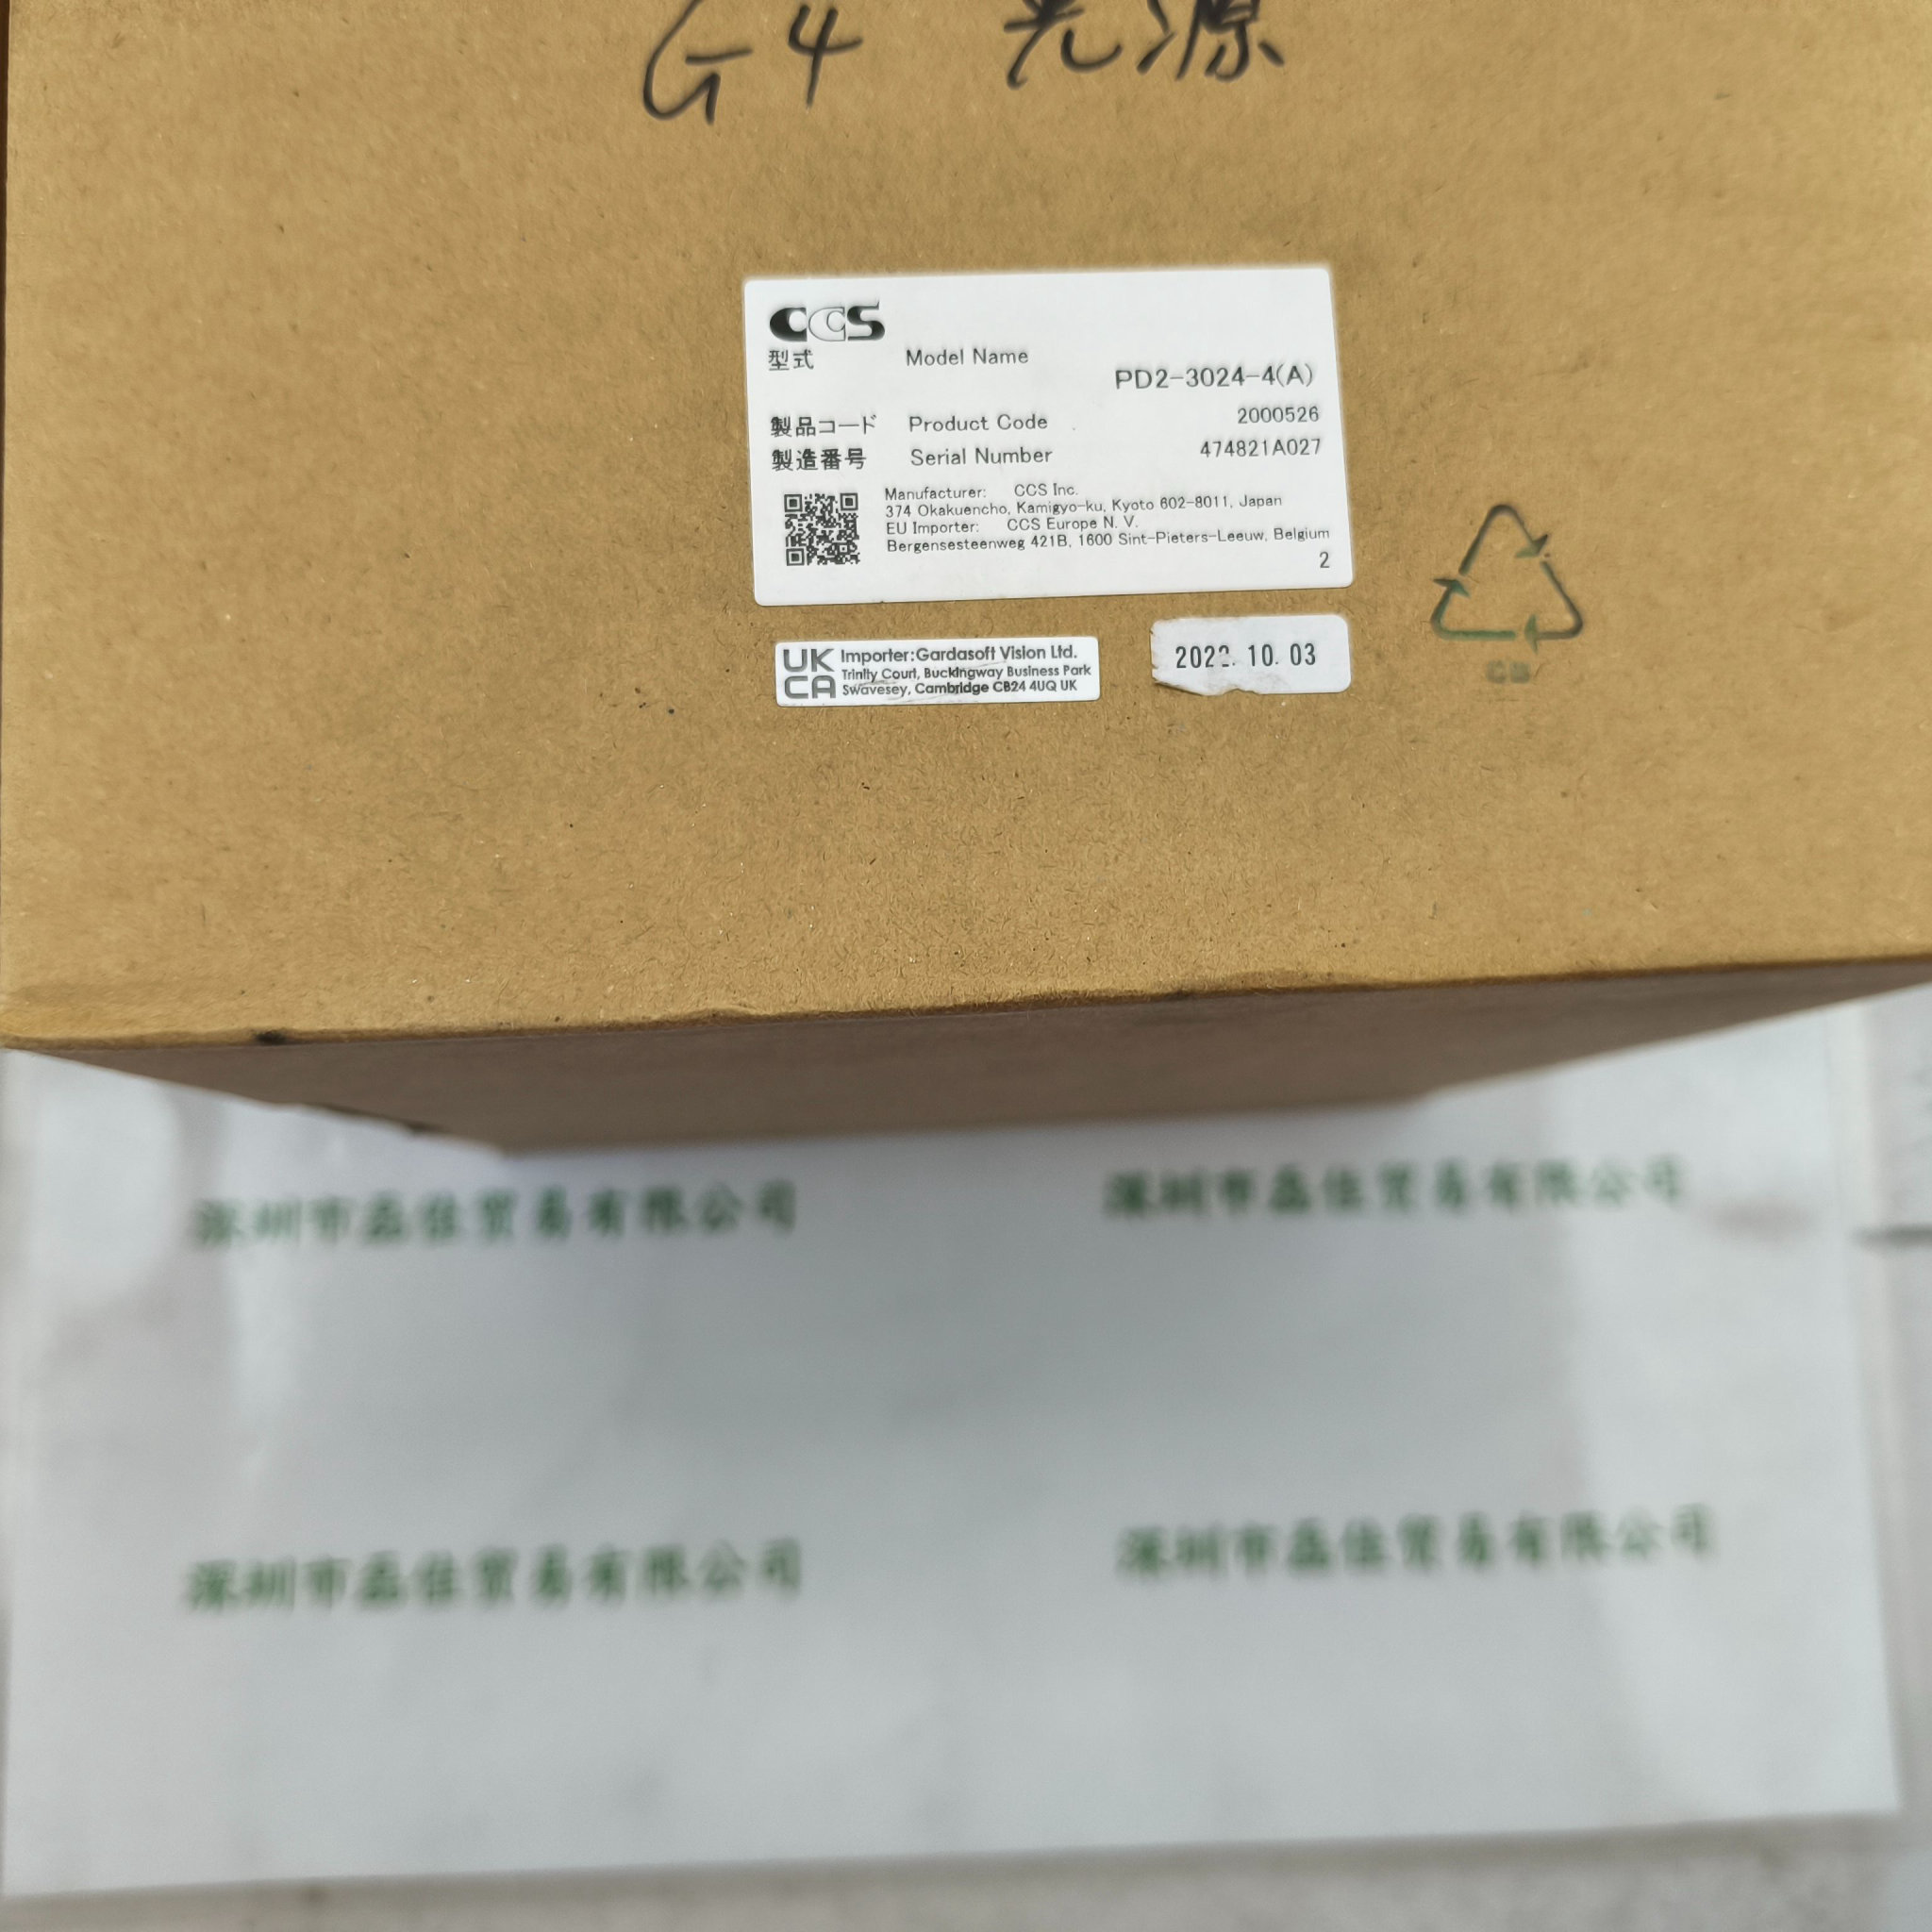 G4 光源
CCS
型式 Model Name
PD2-3024-4(A)
製品コード Product Code 2000526
製造番号 Serial Number 474821A027
Manufacturer: CCS Inc.
374 Okakuencho, Kamigyo-ku, Kyoto 602-8011, Japan
EU Importer: CCS Europe N. V.
Bergensesteenweg 421B, 1600 Sint-Pieters-Leeuw, Belgium
2
UK
CA
Importer:Gardasoft Vision Ltd.
Trinity Court, Buckingway Business Park
Swavesey, Cambridge CB24 4UQ UK
2022. 10. 03
深圳市磊佳贸易有限公司 深圳市磊佳贸易有限公司
深圳市磊佳贸易有限公司 深圳市磊佳贸易有限公司